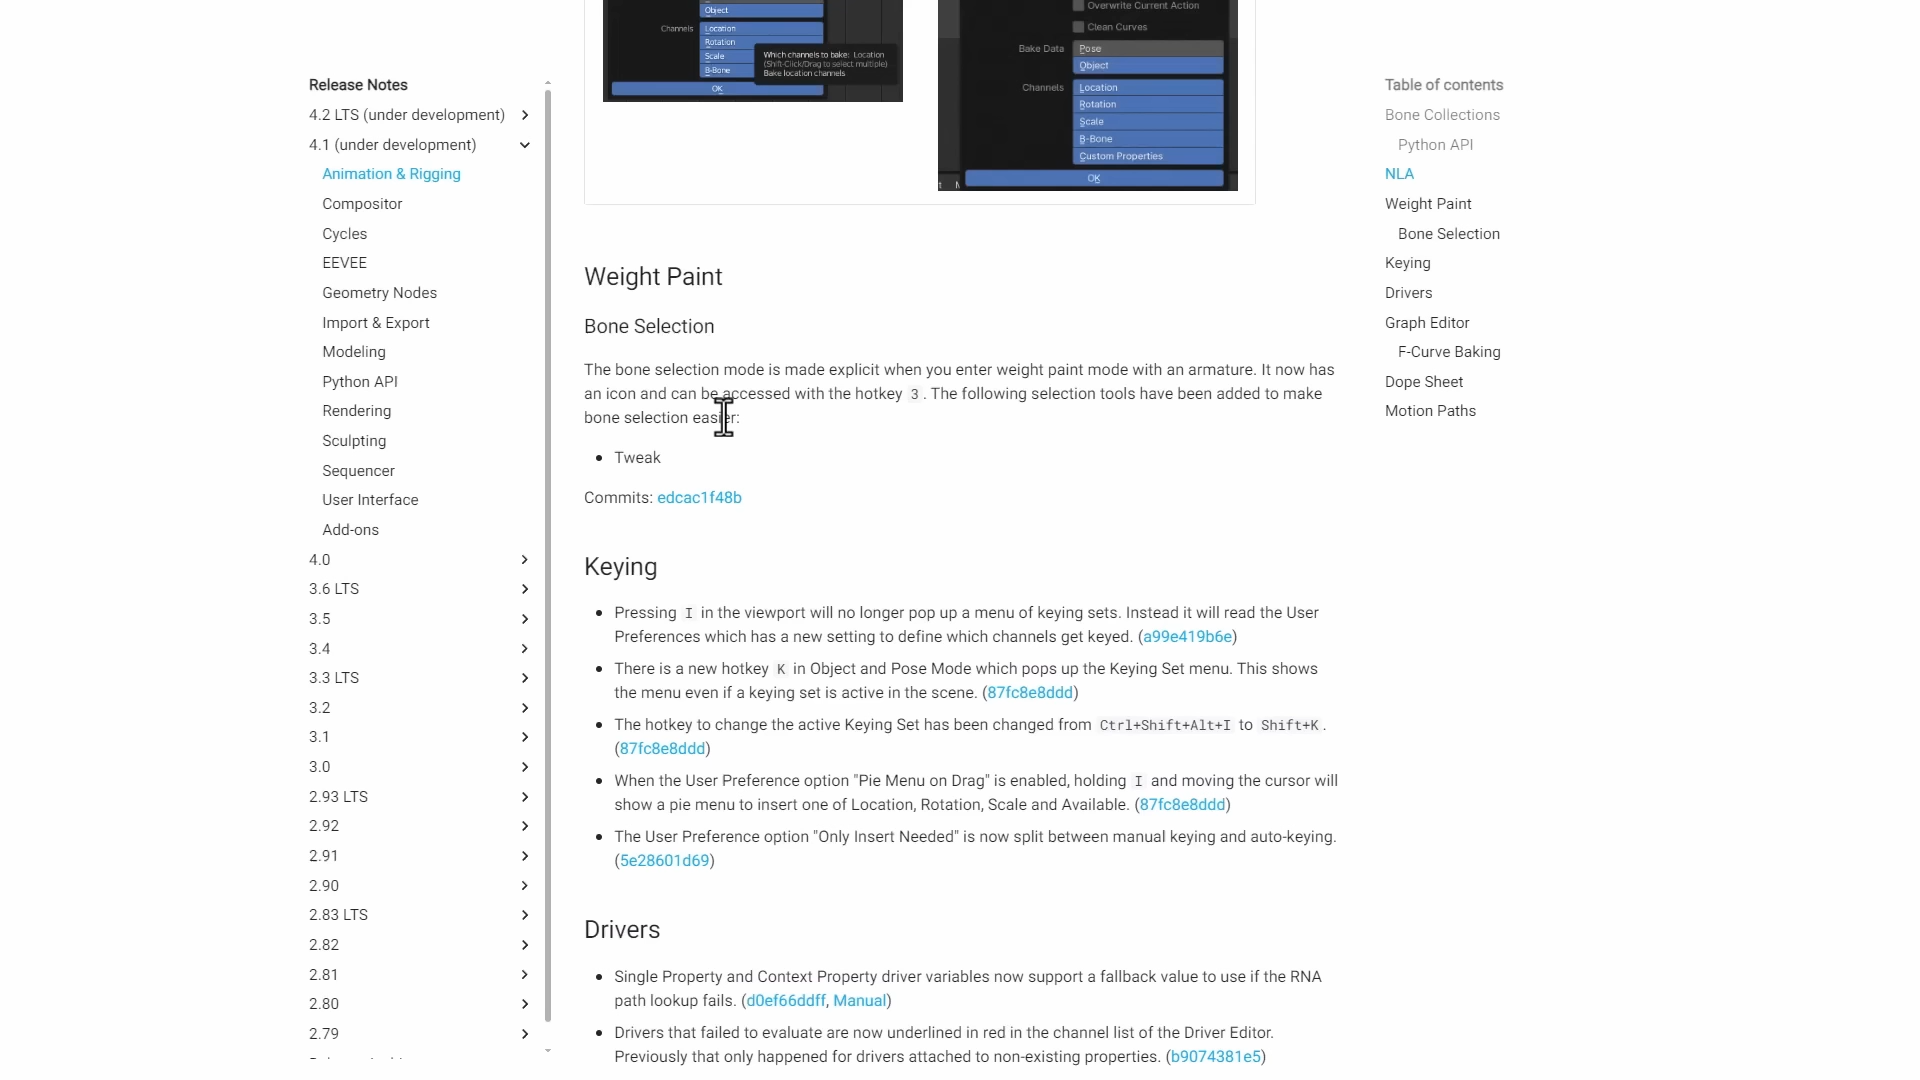 Release Notes
4.2 LTS (under development)
4.1 (under development)
Animation & Rigging
Compositor
Cycles
EEVEE
Geometry Nodes
Import & Export
Modeling
Python API
Rendering
Sculpting
Sequencer
User Interface
Add-ons
4.0
3.6 LTS
3.5
3.4
3.3 LTS
3.2
3.1
3.0
2.93 LTS
2.92
2.91
2.90
2.83 LTS
2.82
2.81
2.80
2.79
Object
Channels
Location
Rotation
Scale
B-Bone
Which channels to bake: Location
(Shift-Click/Drag to select multiple)
Bake location channels
OK
Overwrite Current Action
Clean Curves
Bake Data
Pose
Object
Channels
Location
Rotation
Scale
B-Bone
Custom Properties
OK
Weight Paint
Bone Selection
The bone selection mode is made explicit when you enter weight paint mode with an armature. It now has
an icon and can be accessed with the hotkey 3. The following selection tools have been added to make
bone selection easier:
• Tweak
Commits: edcac1f48b
Keying
• Pressing I in the viewport will no longer pop up a menu of keying sets. Instead it will read the User
Preferences which has a new setting to define which channels get keyed. (a99e419b6e)
• There is a new hotkey K in Object and Pose Mode which pops up the Keying Set menu. This shows
the menu even if a keying set is active in the scene. (87fc8e8ddd)
• The hotkey to change the active Keying Set has been changed from Ctrl+Shift+Alt+I to Shift+K.
(87fc8e8ddd)
• When the User Preference option "Pie Menu on Drag" is enabled, holding I and moving the cursor will
show a pie menu to insert one of Location, Rotation, Scale and Available. (87fc8e8ddd)
• The User Preference option "Only Insert Needed" is now split between manual keying and auto-keying.
(5e28601d69)
Drivers
• Single Property and Context Property driver variables now support a fallback value to use if the RNA
path lookup fails. (d0ef66ddff, Manual)
• Drivers that failed to evaluate are now underlined in red in the channel list of the Driver Editor.
Previously that only happened for drivers attached to non-existing properties. (b9074381e5)
Table of contents
Bone Collections
Python API
NLA
Weight Paint
Bone Selection
Keying
Drivers
Graph Editor
F-Curve Baking
Dope Sheet
Motion Paths